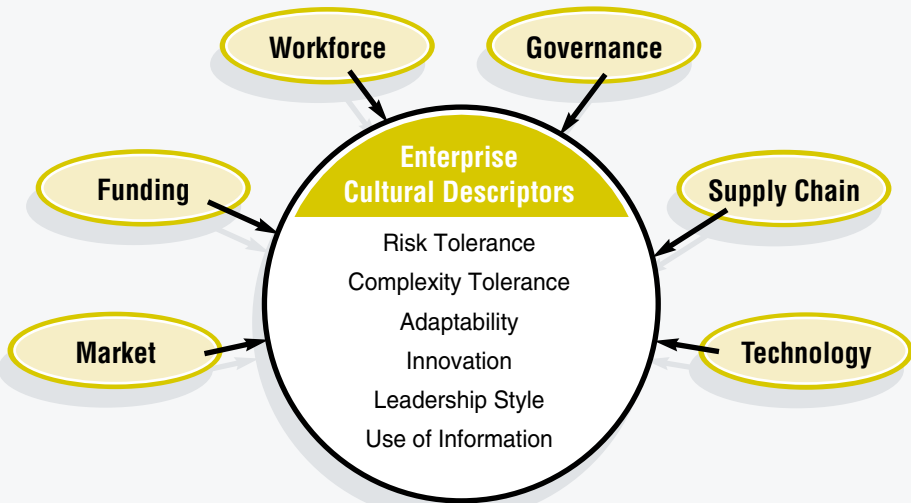 Workforce
Governance
Enterprise
Cultural Descriptors
Funding
Supply Chain
Risk Tolerance
Complexity Tolerance
Adaptability
Market
Innovation
Technology
Leadership Style
Use of Information